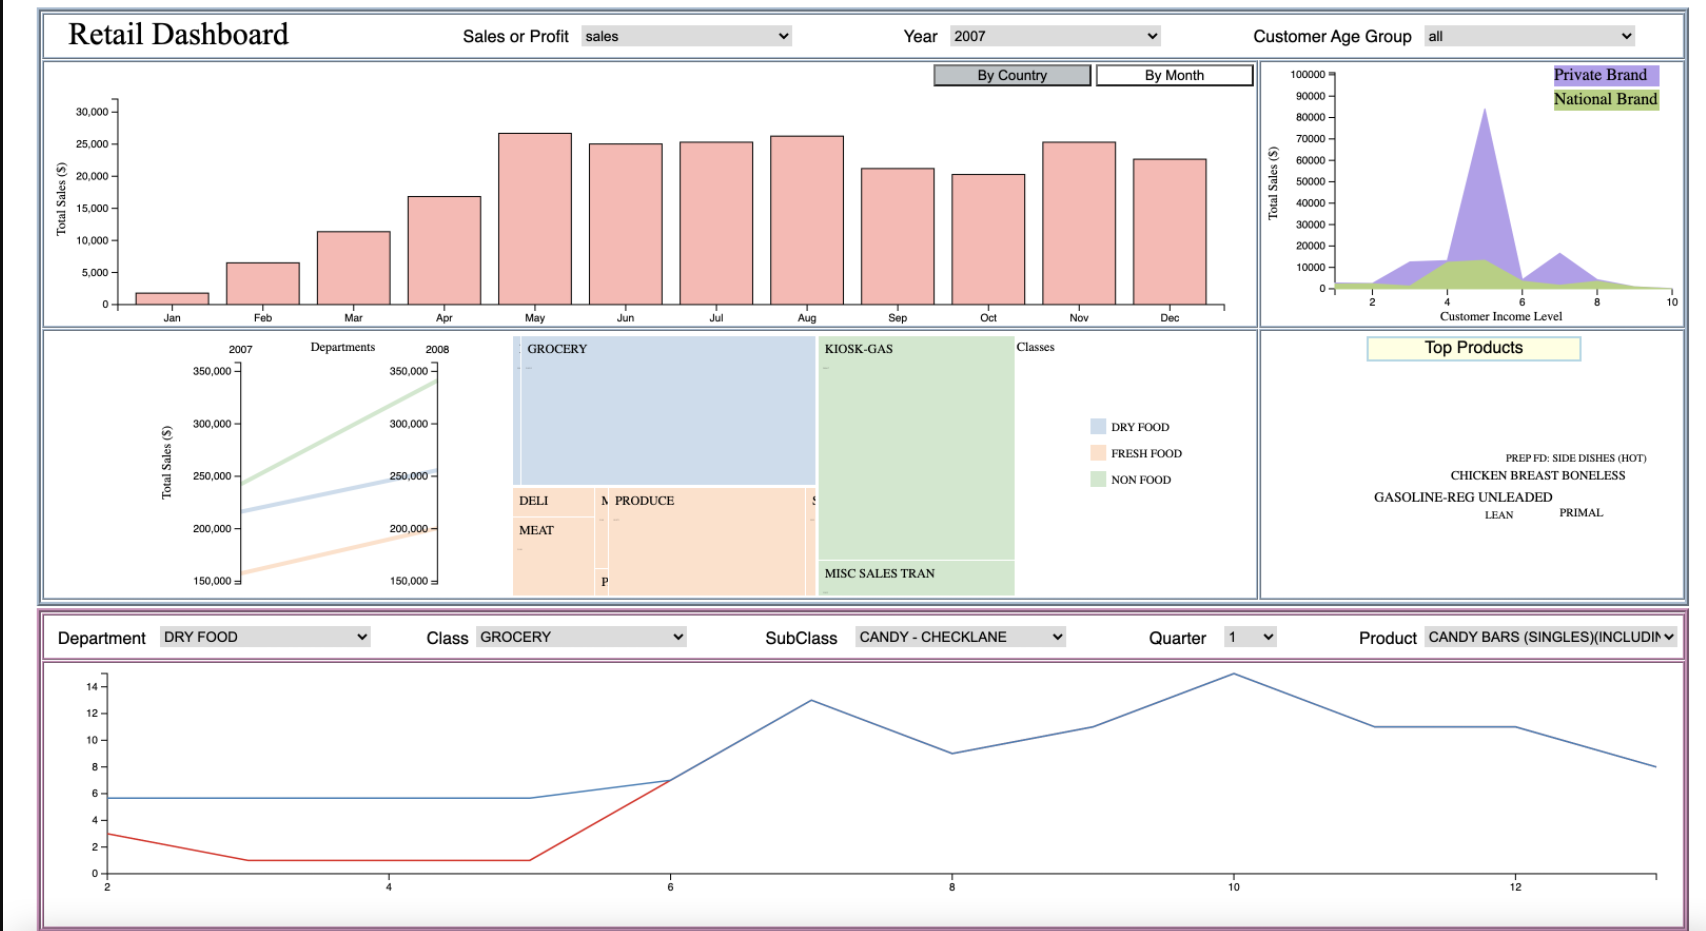 Retail Dashboard
Sales or Profit sales
Year 2007
Customer Age Group all
By Country
By Month
30,000
25,000
20,000
15,000
10,000
5,000
0
Total Sales ($)
Jan Feb Mar Apr May Jun Jul Aug Sep Oct Nov Dec
Private Brand
National Brand
100000
90000
80000
70000
60000
50000
40000
30000
20000
10000
0
Total Sales ($)
2 4 6 8 10
Customer Income Level
2007 Departments 2008
350,000 350,000
300,000 300,000
250,000 250,000
200,000 200,000
150,000 150,000
Total Sales ($)
GROCERY
KIOSK-GAS
Classes
DELI
MEAT
M
P
PRODUCE
S
MISC SALES TRAN
DRY FOOD
FRESH FOOD
NON FOOD
Top Products
PREP FD: SIDE DISHES (HOT)
CHICKEN BREAST BONELESS
GASOLINE-REG UNLEADED
LEAN PRIMAL
Department DRY FOOD
Class GROCERY
SubClass CANDY - CHECKLANE
Quarter 1
Product CANDY BARS (SINGLES)(INCLUDIN
14
12
10
8
6
4
2
0
2 4 6 8 10 12